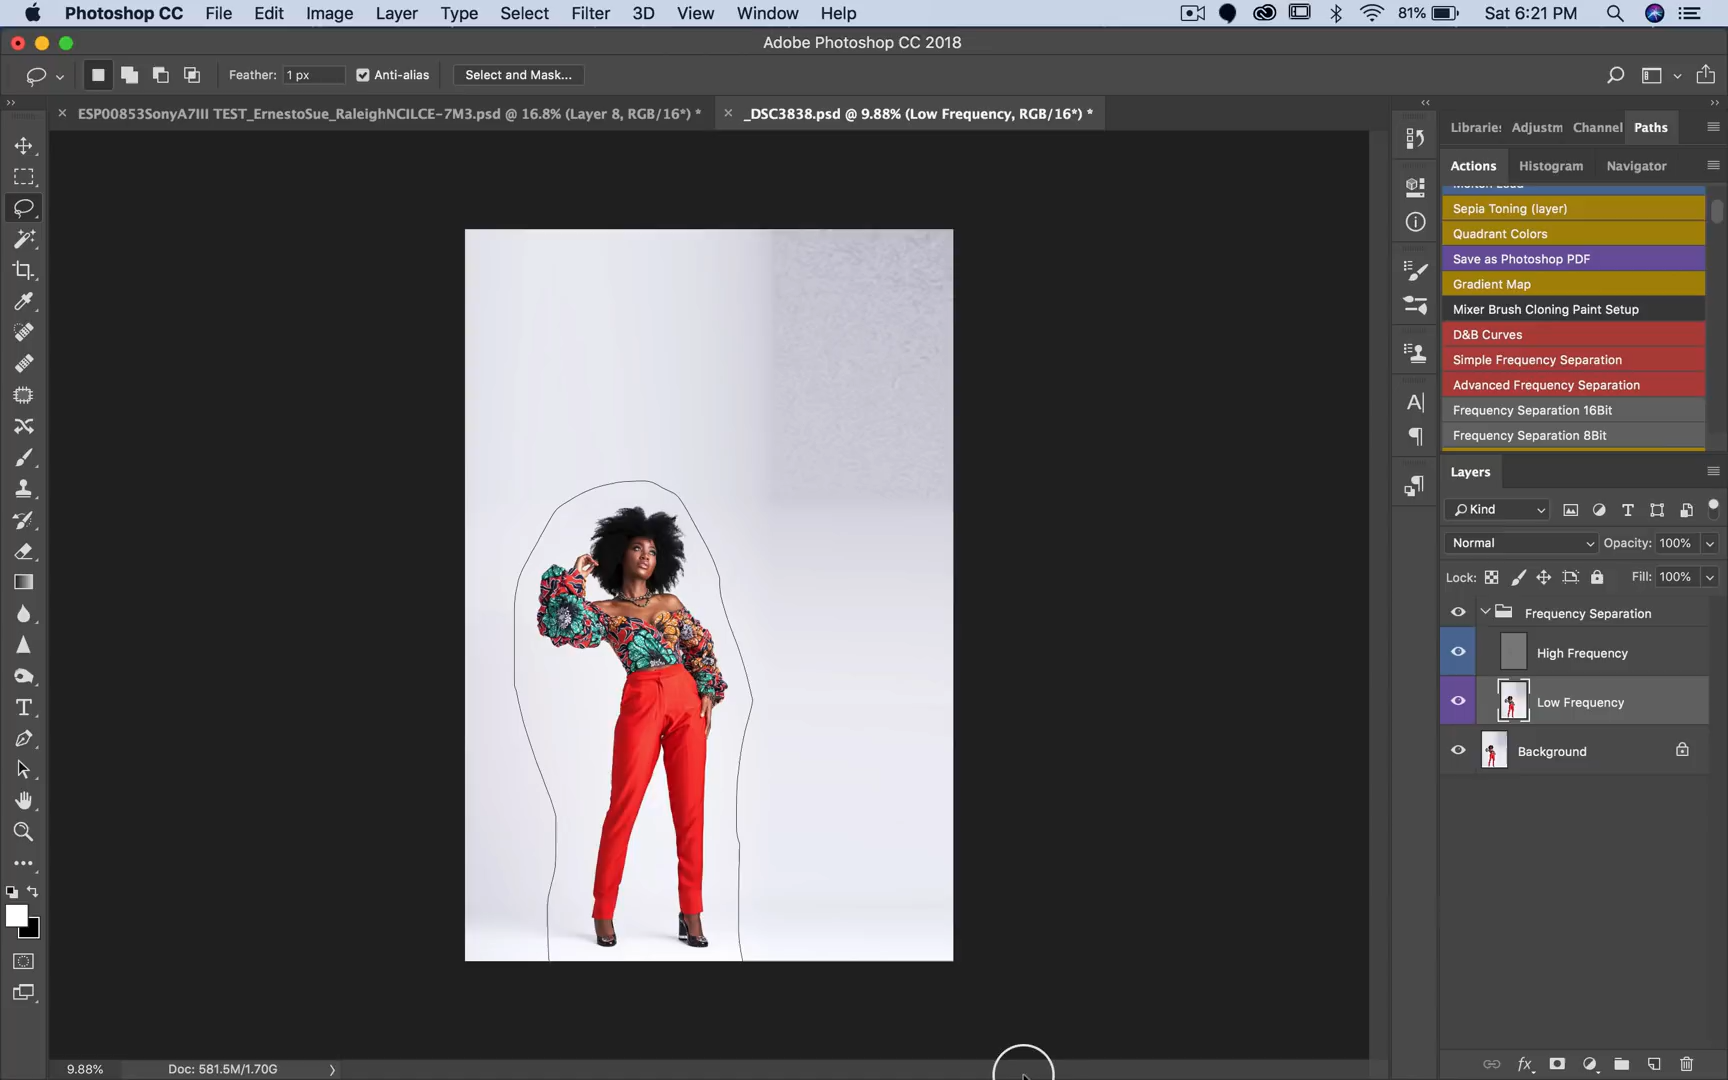 Photoshop CC File Edit Image Layer Type Select Filter 3D View Window Help 81% Sat 6:21 PM
Adobe Photoshop CC 2018
Feather: 1 px Anti-alias Select and Mask...
ESP00853SonyA7III TEST_ErnestoSue_RaleighNCILCE-7M3.psd @ 16.8% (Layer 8, RGB/16*) *
_DSC3838.psd @ 9.88% (Low Frequency, RGB/16*) *
Librarie: Adjustm Channel Paths
Actions Histogram Navigator
Molten Lead
Sepia Toning (layer)
Quadrant Colors
Save as Photoshop PDF
Gradient Map
Mixer Brush Cloning Paint Setup
D&B Curves
Simple Frequency Separation
Advanced Frequency Separation
Frequency Separation 16Bit
Frequency Separation 8Bit
Layers
Kind
Normal Opacity: 100%
Lock: Fill: 100%
Frequency Separation
High Frequency
Low Frequency
Background
9.88% Doc: 581.5M/1.70G